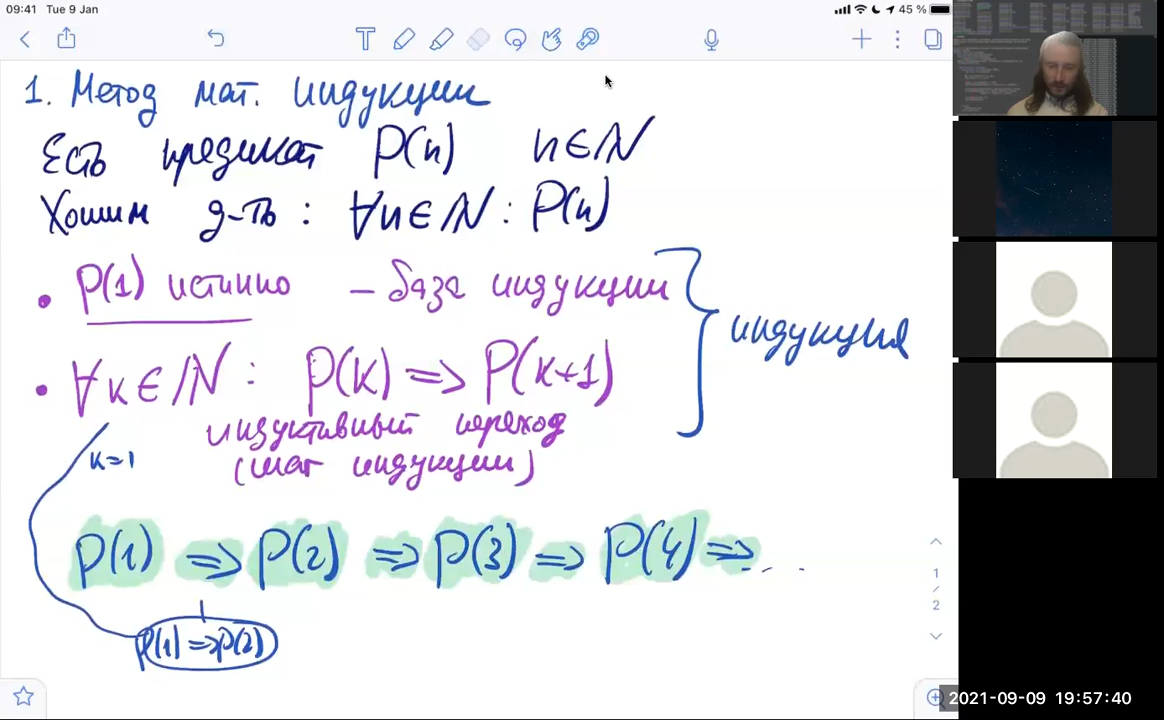 09:41 Tue 9 Jan
45 %
1. Метод мат. индукции
Есть предикат P(n) n∈ℕ
Хотим д-ть : ∀n∈ℕ : P(n)
• P(1) истинно – база индукции
индукция
• ∀k∈ℕ : P(k) => P(k+1)
индуктивный переход
(шаг индукции)
k=1
P(1) => P(2) => P(3) => P(4) => ...
P(1) => P(2)
1
/
2
2021-09-09 19:57:40